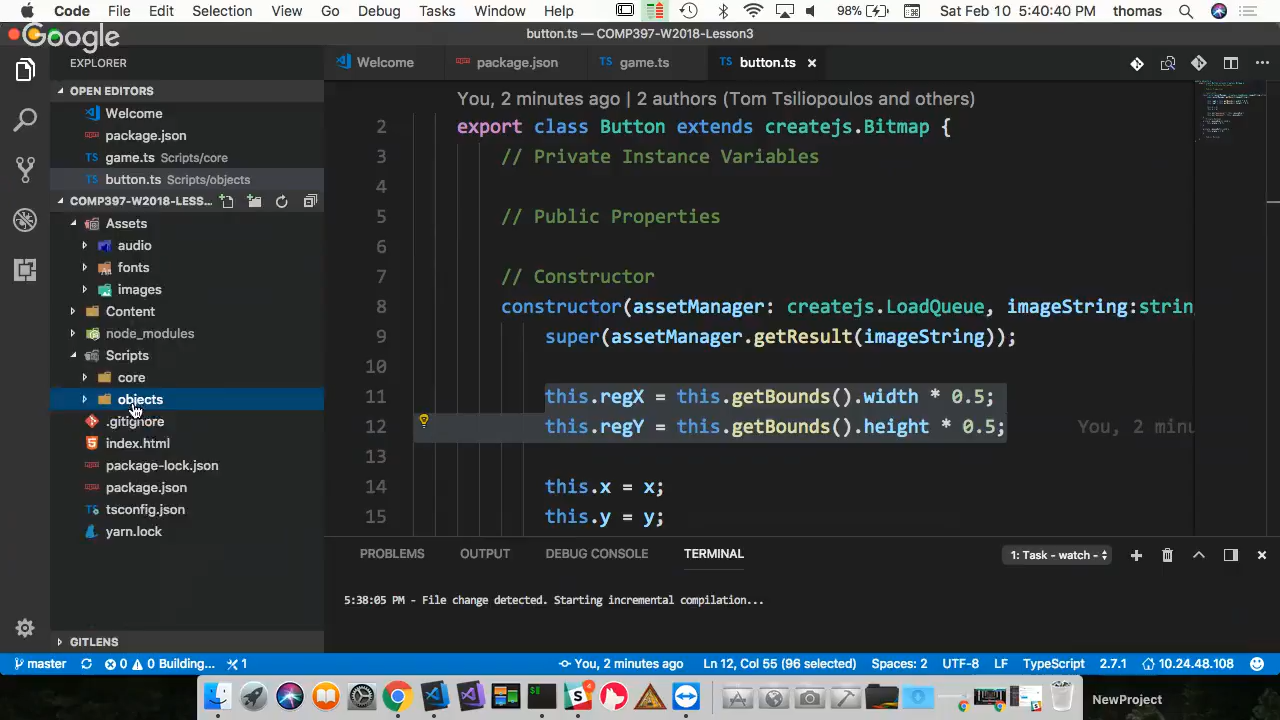 Code File Edit Selection View Go Debug Tasks Window Help 98% Sat Feb 10 5:40:40 PM thomas
Google
button.ts — COMP397-W2018-Lesson3
EXPLORER
Welcome package.json TS game.ts TS button.ts ×
OPEN EDITORS
Welcome
package.json
TS game.ts Scripts/core
TS button.ts Scripts/objects
COMP397-W2018-LESS...
Assets
audio
fonts
images
Content
node_modules
Scripts
core
objects
.gitignore
index.html
package-lock.json
package.json
tsconfig.json
yarn.lock
GITLENS
You, 2 minutes ago | 2 authors (Tom Tsiliopoulos and others)
2 export class Button extends createjs.Bitmap {
3 // Private Instance Variables
4
5 // Public Properties
6
7 // Constructor
8 constructor(assetManager: createjs.LoadQueue, imageString:strin
9 super(assetManager.getResult(imageString));
10
11 this.regX = this.getBounds().width * 0.5;
12 this.regY = this.getBounds().height * 0.5; You, 2 minu
13
14 this.x = x;
15 this.y = y;
PROBLEMS OUTPUT DEBUG CONSOLE TERMINAL 1: Task - watch -
5:38:05 PM - File change detected. Starting incremental compilation...
master 0 0 Building... 1 You, 2 minutes ago Ln 12, Col 55 (96 selected) Spaces: 2 UTF-8 LF TypeScript 2.7.1 10.24.48.108
NewProject